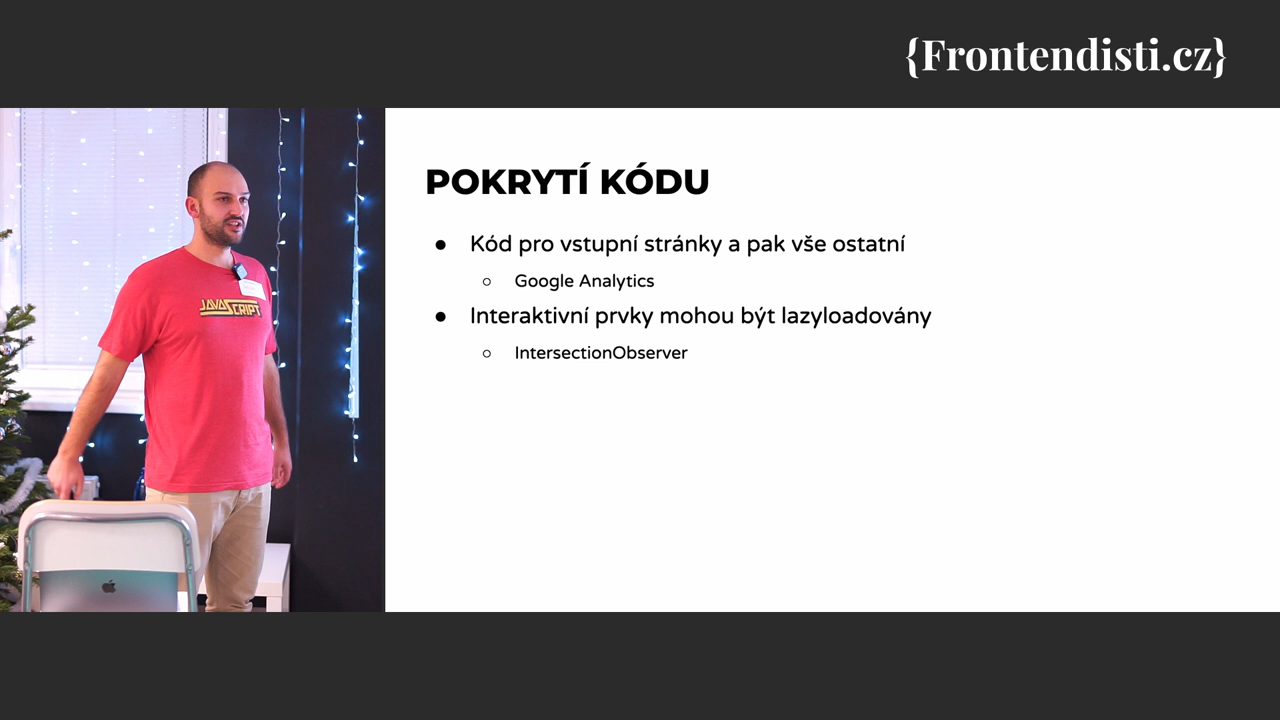 {Frontendisti.cz}
POKRYTÍ KÓDU
● Kód pro vstupní stránky a pak vše ostatní
○ Google Analytics
● Interaktivní prvky mohou být lazyloadovány
○ IntersectionObserver
JAVASCRIPT